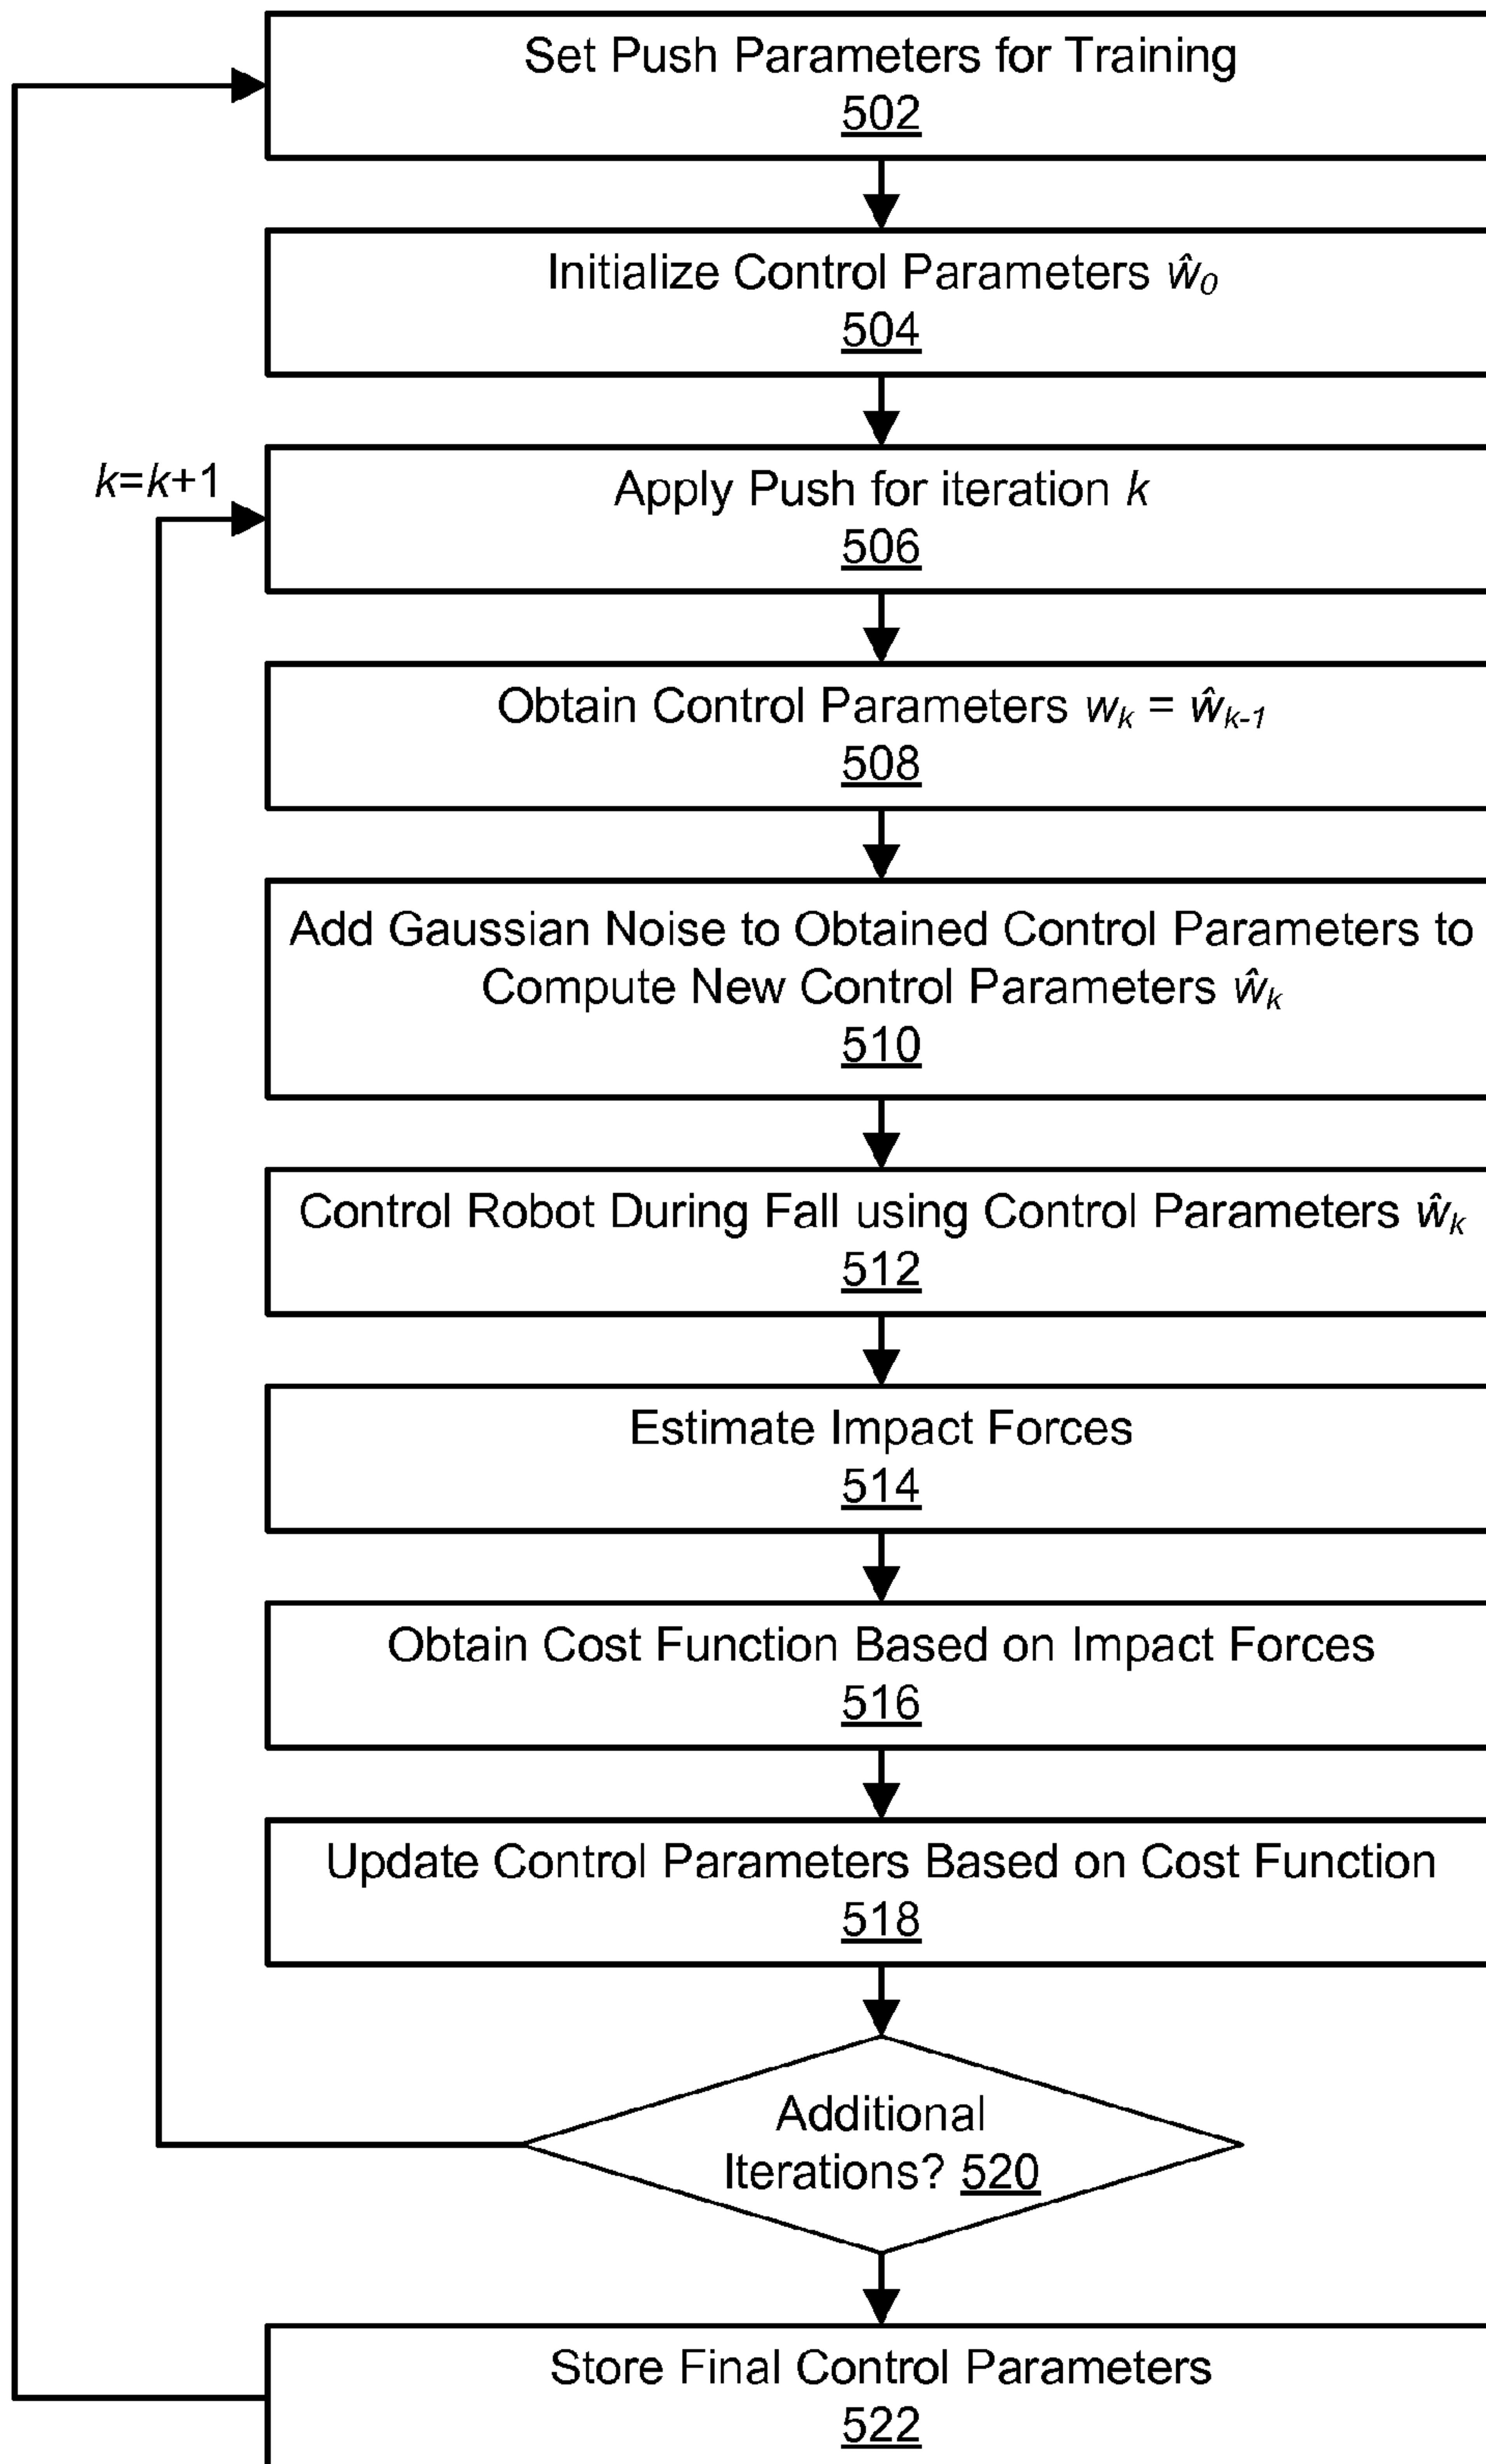 Set Push Parameters for Training
502
Initialize Control Parameters ŵ0
504
k=k+1
Apply Push for iteration k
506
Obtain Control Parameters wk = ŵk-1
508
Add Gaussian Noise to Obtained Control Parameters to
Compute New Control Parameters ŵk
510
Control Robot During Fall using Control Parameters ŵk
512
Estimate Impact Forces
514
Obtain Cost Function Based on Impact Forces
516
Update Control Parameters Based on Cost Function
518
Additional
Iterations? 520
Store Final Control Parameters
522